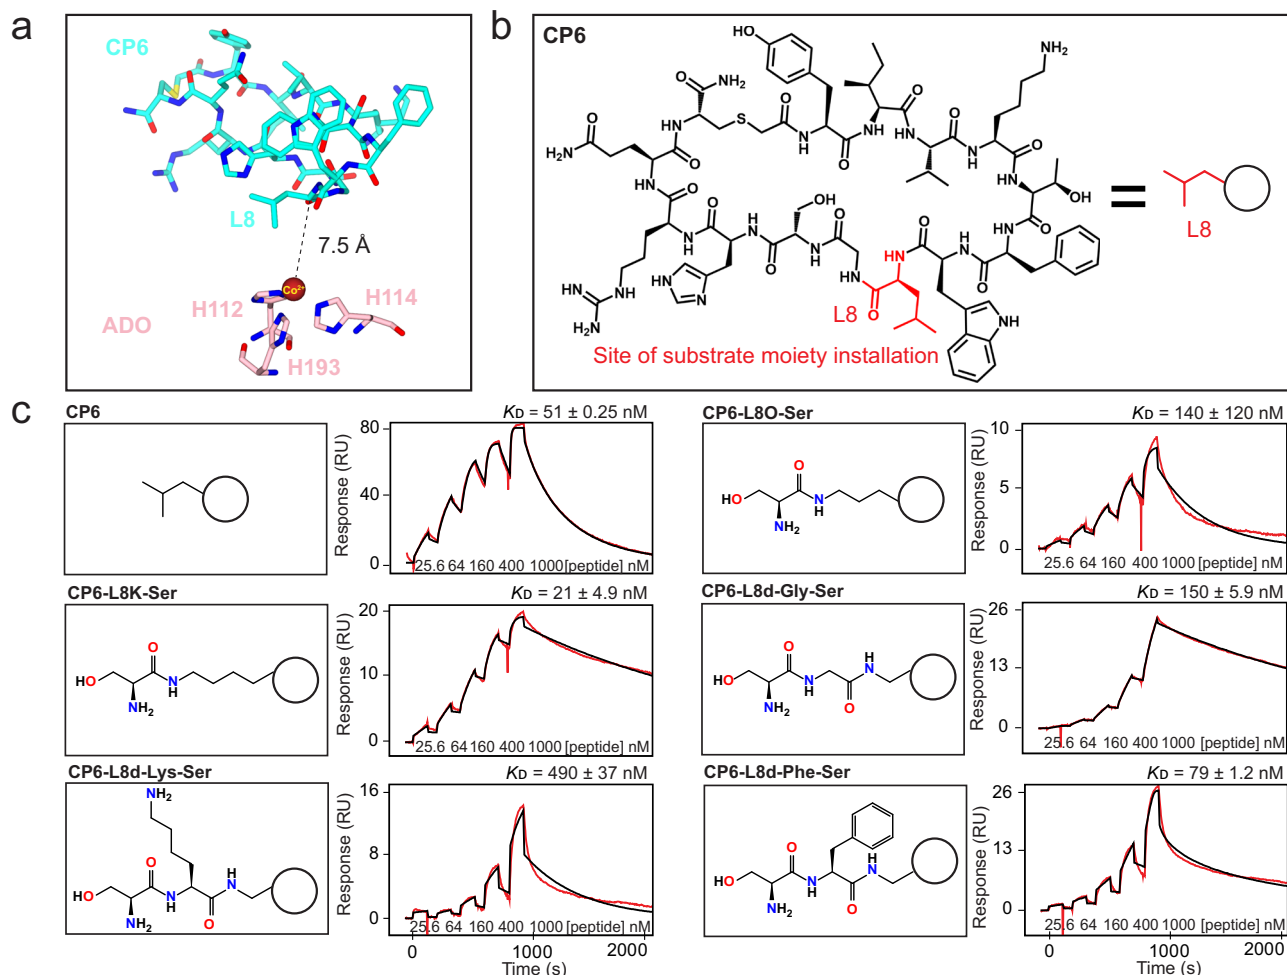 a
CP6
L8
7.5 Å
Co²⁺
H112
H114
ADO
H193
b
CP6
HO
NH₂
O
NH₂
S
O
H₂N
O
NH
HN
O
N
H
O
H
N
O
N
H
O
H
N
O
NH
OH
O
HN
O
H
N
O
NH
HN
O
L8
HN
O
N
H
O
OH
H
N
O
N
H
O
N
NH
HN
NH
H₂N
NH
= L8
Site of substrate moiety installation
c
CP6
KD = 51 ± 0.25 nM
Response (RU)
80
40
0
25.6 64 160 400 1000 [peptide] nM
CP6-L8O-Ser
HO
O
NH₂
N
H
KD = 140 ± 120 nM
Response (RU)
10
5
0
25.6 64 160 400 1000 [peptide] nM
CP6-L8K-Ser
HO
O
NH₂
N
H
KD = 21 ± 4.9 nM
Response (RU)
20
10
0
25.6 64 160 400 1000 [peptide] nM
CP6-L8d-Gly-Ser
HO
O
NH₂
N
H
O
H
N
KD = 150 ± 5.9 nM
Response (RU)
26
13
0
25.6 64 160 400 1000 [peptide] nM
CP6-L8d-Lys-Ser
NH₂
HO
O
NH₂
N
H
O
H
N
KD = 490 ± 37 nM
Response (RU)
16
8
0
25.6 64 160 400 1000 [peptide] nM
0 1000 2000
Time (s)
CP6-L8d-Phe-Ser
HO
O
NH₂
N
H
O
H
N
KD = 79 ± 1.2 nM
Response (RU)
26
14
0
25.6 64 160 400 1000 [peptide] nM
0 1000 2000
Time (s)